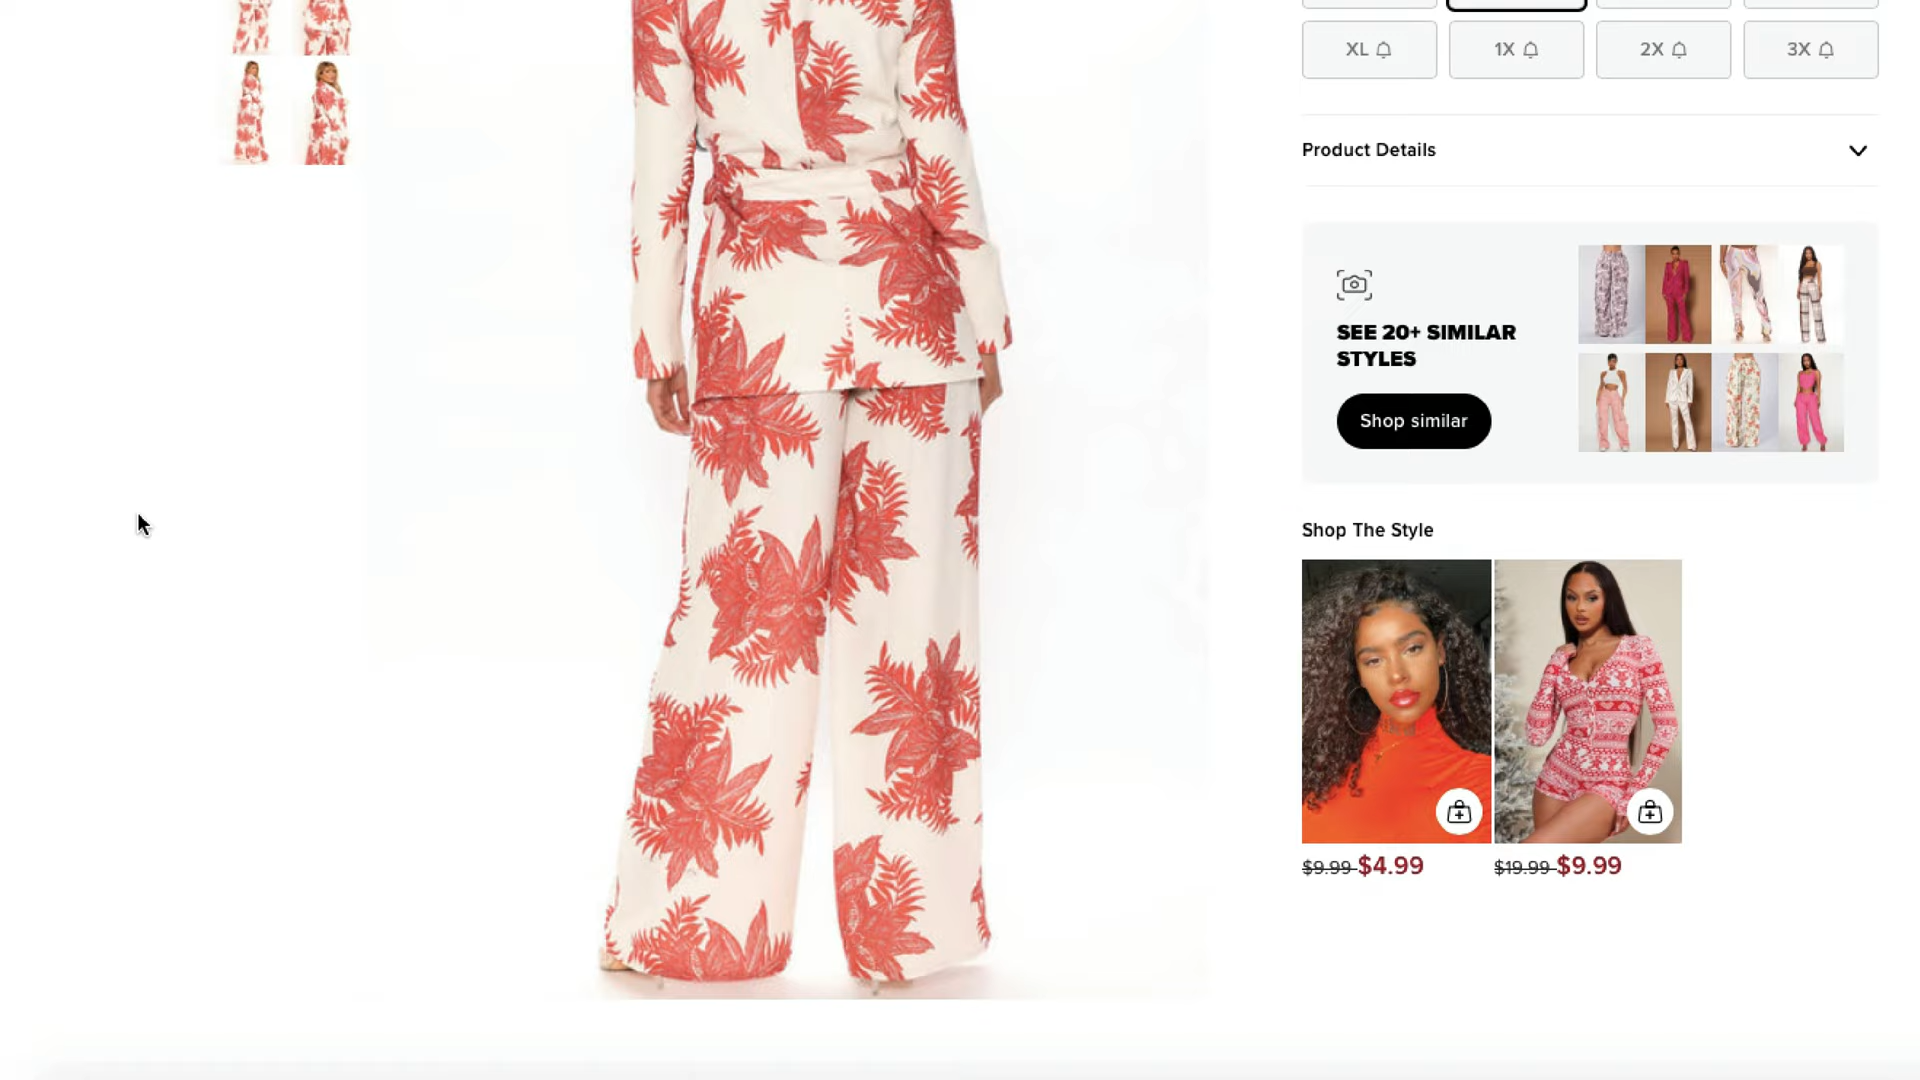 XL
1X
2X
3X
Product Details
SEE 20+ SIMILAR
STYLES
Shop similar
Shop The Style
$9.99 $4.99
$19.99 $9.99